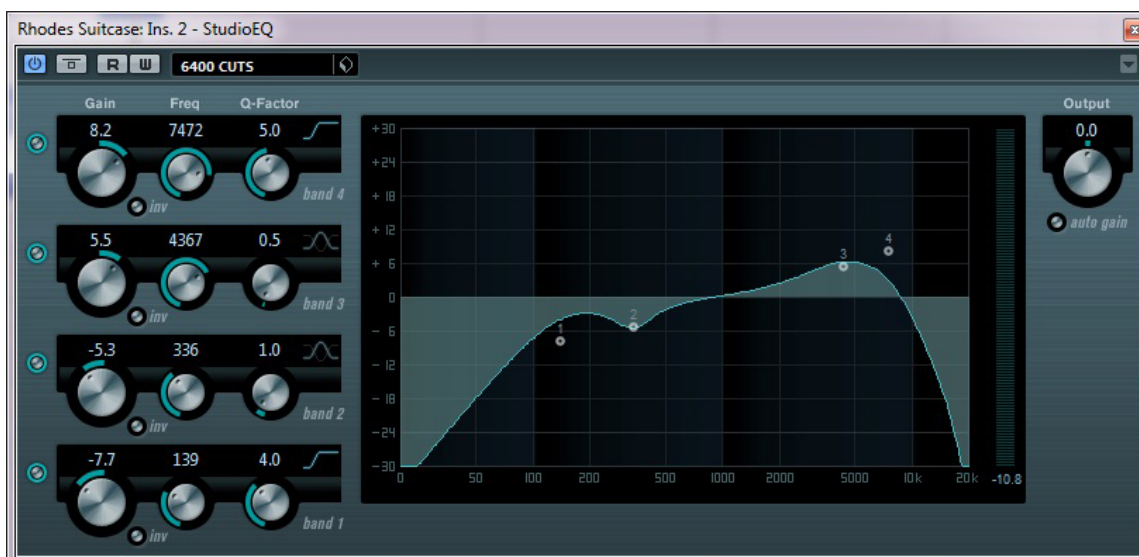 Rhodes Suitcase: Ins. 2 - StudioEQ
R W 6400 CUTS
Gain Freq Q-Factor
8.2 7472 5.0
inv band 4
5.5 4367 0.5
inv band 3
-5.3 336 1.0
inv band 2
-7.7 139 4.0
inv band 1
+30
+24
+18
+12
+ 6
0
- 6
- 12
- 18
- 24
-30
1 2 3 4
0 50 100 200 500 1000 2000 5000 10k 20k
-10.8
Output
0.0
auto gain